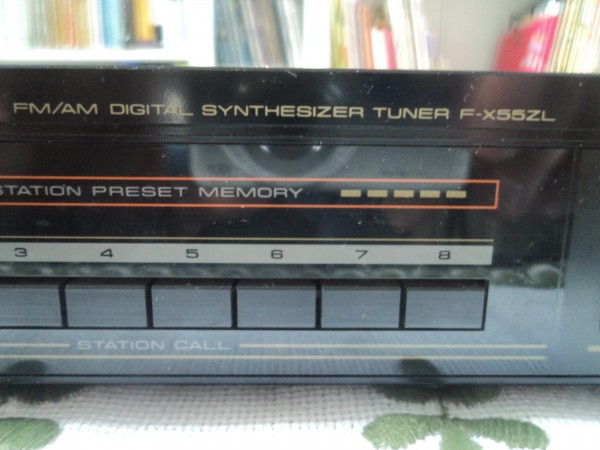 FM/AM DIGITAL SYNTHESIZER TUNER F-X55ZL
STATION PRESET MEMORY
3 4 5 6 7 8
STATION CALL